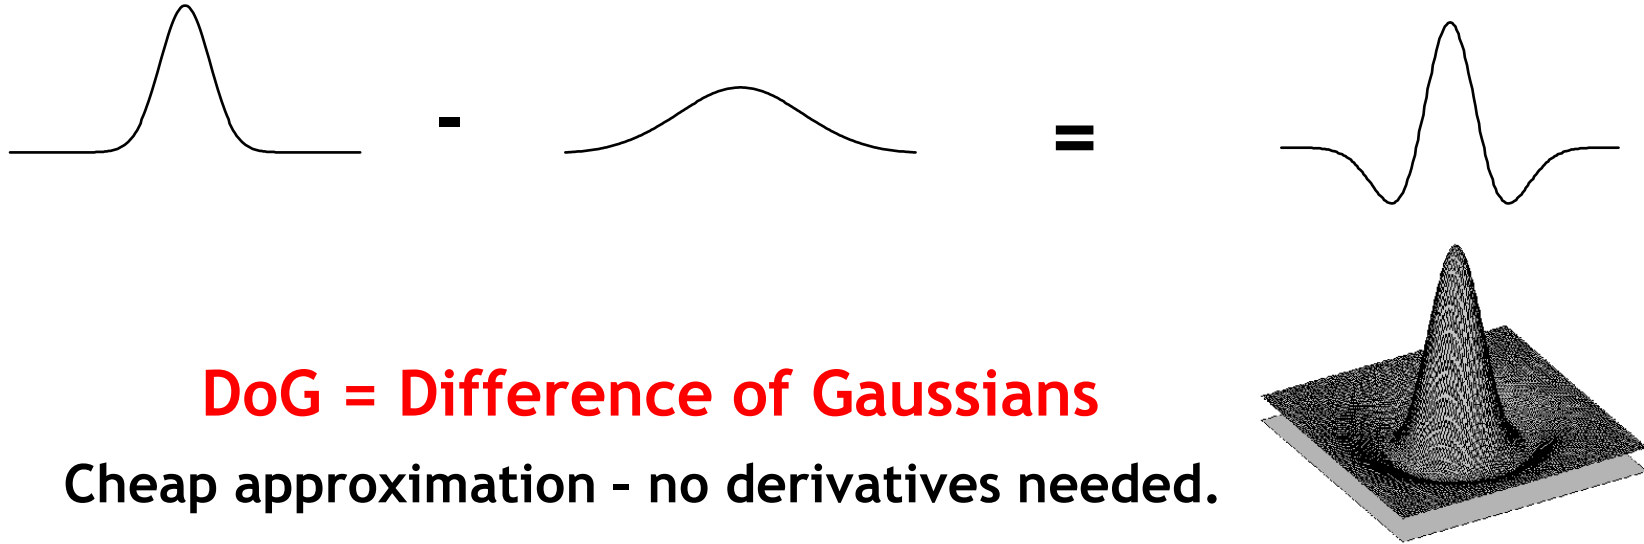 - =
DoG = Difference of Gaussians
Cheap approximation – no derivatives needed.